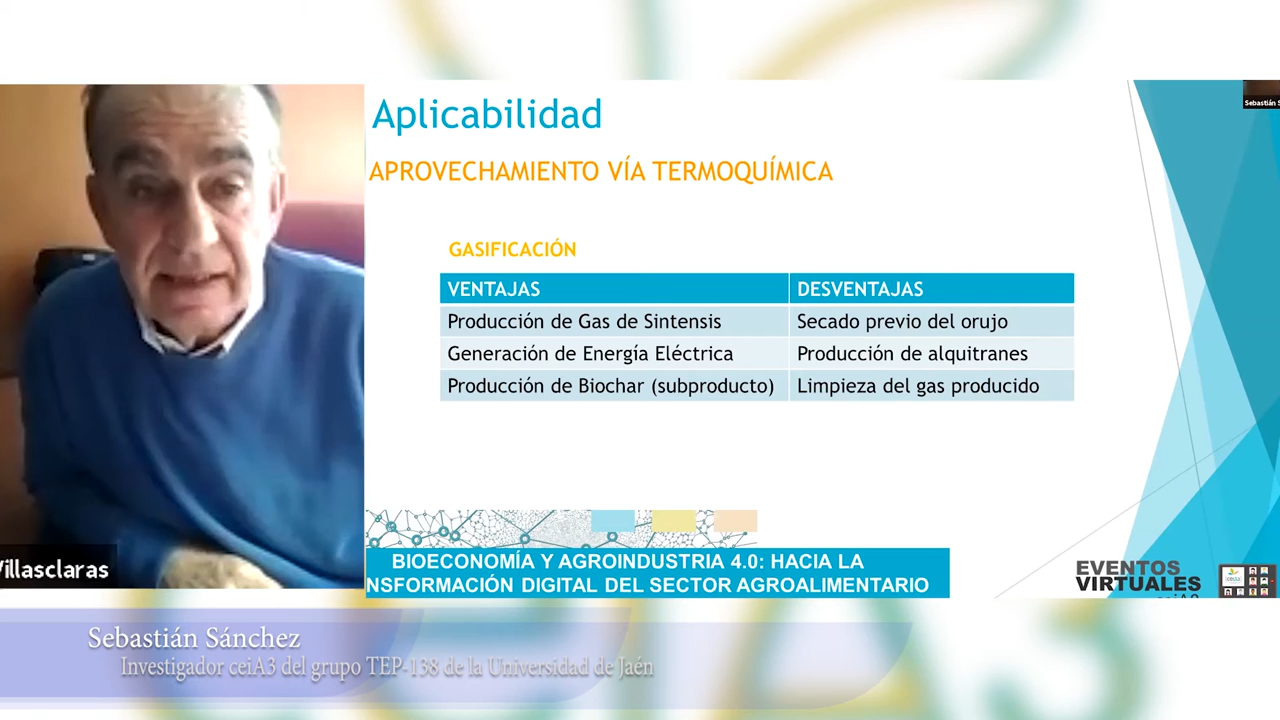 Aplicabilidad
APROVECHAMIENTO VÍA TERMOQUÍMICA
GASIFICACIÓN
VENTAJAS DESVENTAJAS
Producción de Gas de Sintensis Secado previo del orujo
Generación de Energía Eléctrica Producción de alquitranes
Producción de Biochar (subproducto) Limpieza del gas producido
Sebastián S
Villasclaras
BIOECONOMÍA Y AGROINDUSTRIA 4.0: HACIA LA
NSFORMACIÓN DIGITAL DEL SECTOR AGROALIMENTARIO
EVENTOS
VIRTUALES
Sebastián Sánchez
Investigador ceiA3 del grupo TEP-138 de la Universidad de Jaén